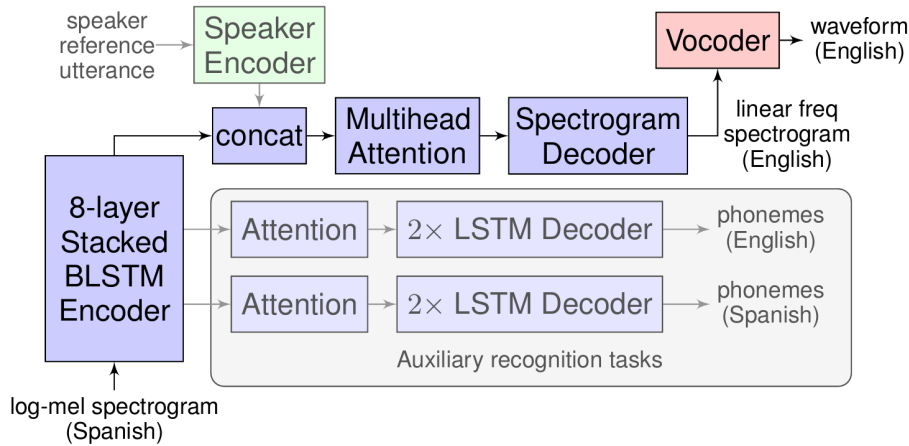 speaker
reference
utterance
Speaker
Encoder
Vocoder
waveform
(English)
concat
Multihead
Attention
Spectrogram
Decoder
linear freq
spectrogram
(English)
8-layer
Stacked
BLSTM
Encoder
Attention
2× LSTM Decoder
phonemes
(English)
Attention
2× LSTM Decoder
phonemes
(Spanish)
Auxiliary recognition tasks
log-mel spectrogram
(Spanish)